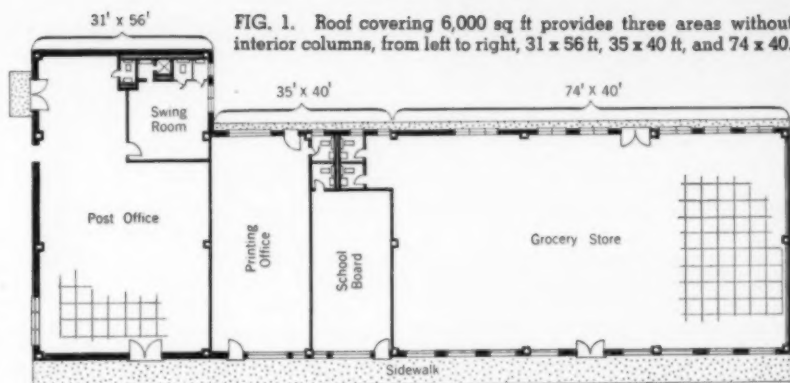 31' x 56'
FIG. 1. Roof covering 6,000 sq ft provides three areas without
interior columns, from left to right, 31 x 56 ft, 35 x 40 ft, and 74 x 40.
35' X 40'
74' X 40'
Swing
Room
Post Office
Printing
Office
School
Board
Grocery Store
Sidewalk